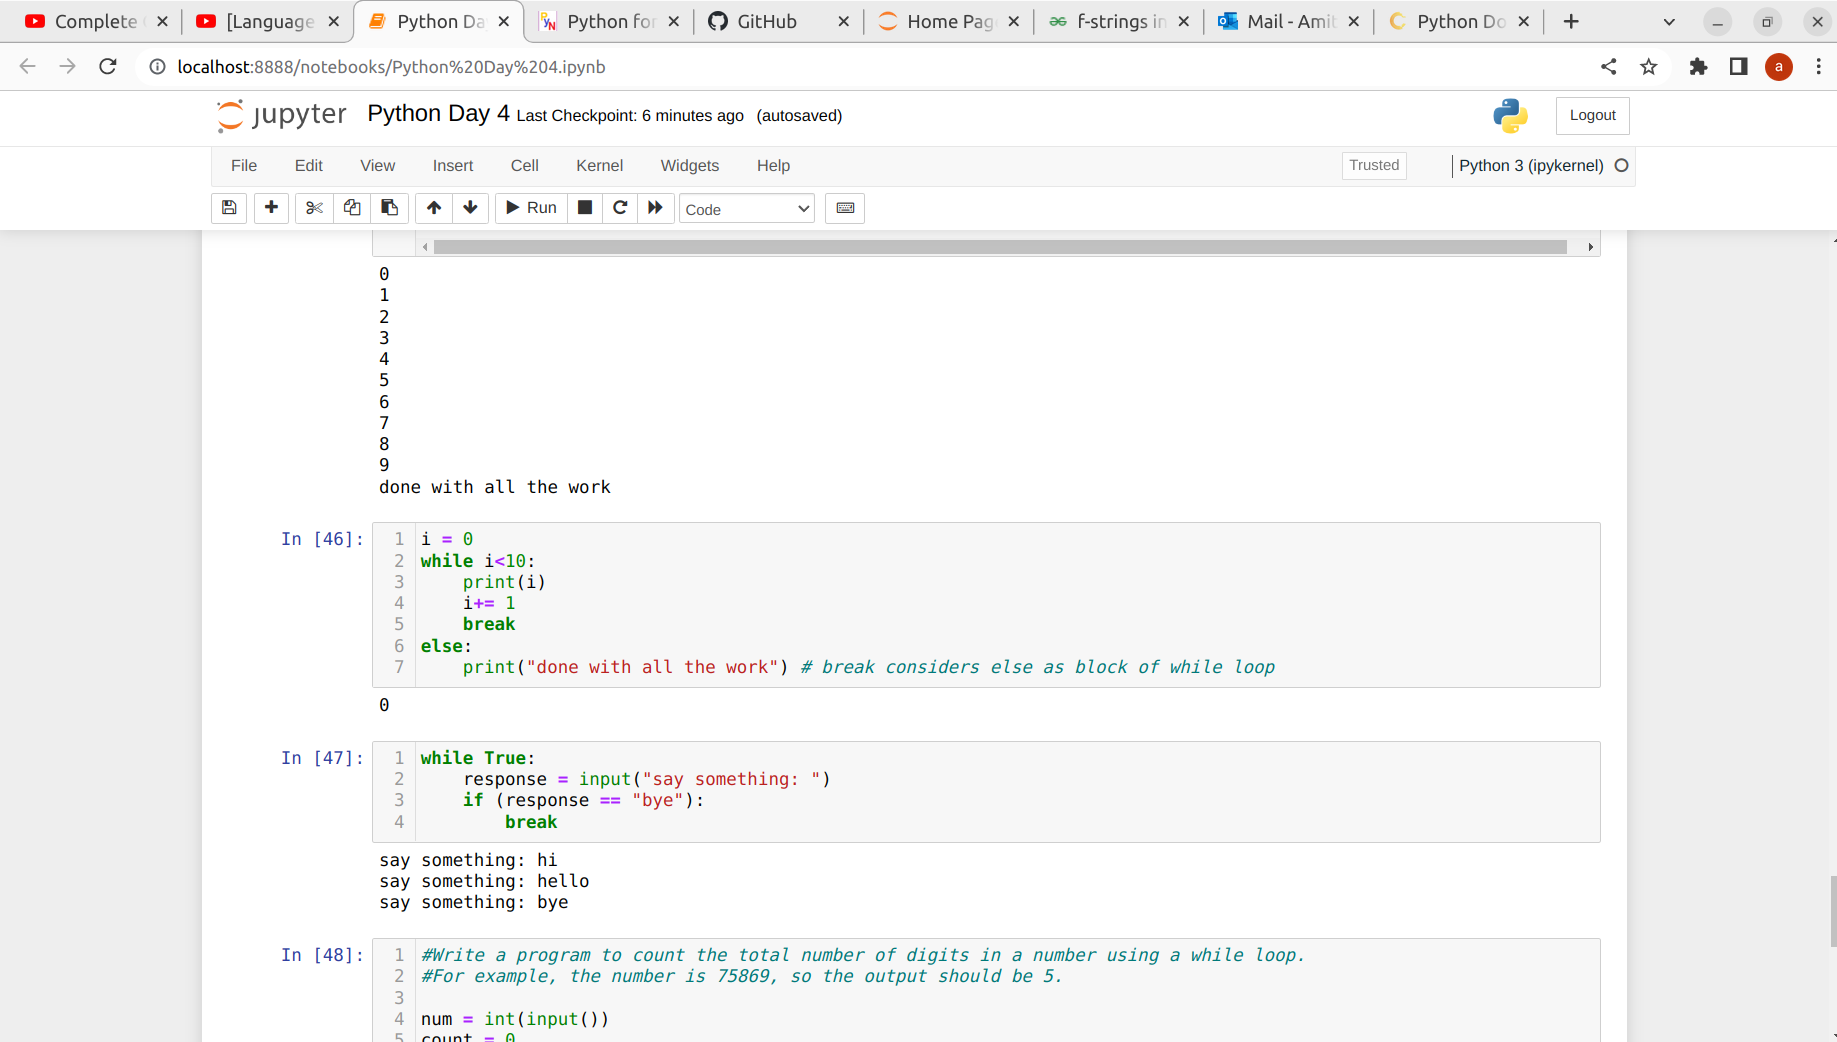 Complete
[Language
Python Da
Python for
GitHub
Home Pag
f-strings in
Mail - Amit
Python Do
localhost:8888/notebooks/Python%20Day%204.ipynb
a
jupyter Python Day 4 Last Checkpoint: 6 minutes ago (autosaved)
Logout
File Edit View Insert Cell Kernel Widgets Help
Trusted
Python 3 (ipykernel)
Run
Code
0
1
2
3
4
5
6
7
8
9
done with all the work
In [46]:
1 i = 0
2 while i<10:
3     print(i)
4     i+= 1
5     break
6 else:
7     print("done with all the work") # break considers else as block of while loop
0
In [47]:
1 while True:
2     response = input("say something: ")
3     if (response == "bye"):
4         break
say something: hi
say something: hello
say something: bye
In [48]:
1 #Write a program to count the total number of digits in a number using a while loop.
2 #For example, the number is 75869, so the output should be 5.
3
4 num = int(input())
5 count = 0